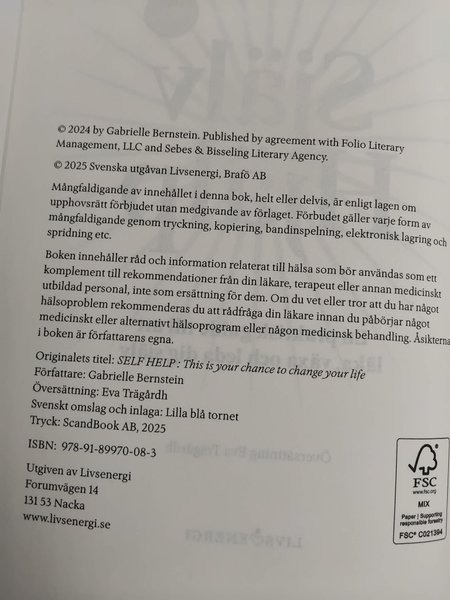 © 2024 by Gabrielle Bernstein. Published by agreement with Folio Literary
Management, LLC and Sebes & Bisseling Literary Agency.
© 2025 Svenska utgåvan Livsenergi, Brafö AB
Mångfaldigande av innehållet i denna bok, helt eller delvis, är enligt lagen om
upphovsrätt förbjudet utan medgivande av förlaget. Förbudet gäller varje form av
mångfaldigande genom tryckning, kopiering, bandinspelning, elektronisk lagring och
spridning etc.
Boken innehåller råd och information relaterat till hälsa som bör användas som ett
komplement till rekommendationer från din läkare, terapeut eller annan medicinskt
utbildad personal, inte som ersättning för dem. Om du vet eller tror att du har något
hälsoproblem rekommenderas du att rådfråga din läkare innan du påbörjar något
medicinskt eller alternativt hälsoprogram eller någon medicinsk behandling. Åsikterna
i boken är författarens egna.
Originalets titel: SELF HELP : This is your chance to change your life
Författare: Gabrielle Bernstein
Översättning: Eva Trägårdh
Svenskt omslag och inlaga: Lilla blå tornet
Tryck: ScandBook AB, 2025
ISBN: 978-91-89970-08-3
Utgiven av Livsenergi
Forumvägen 14
131 53 Nacka
www.livsenergi.se
FSC
www.fsc.org
MIX
Paper | Supporting
responsible forestry
FSC® C021394